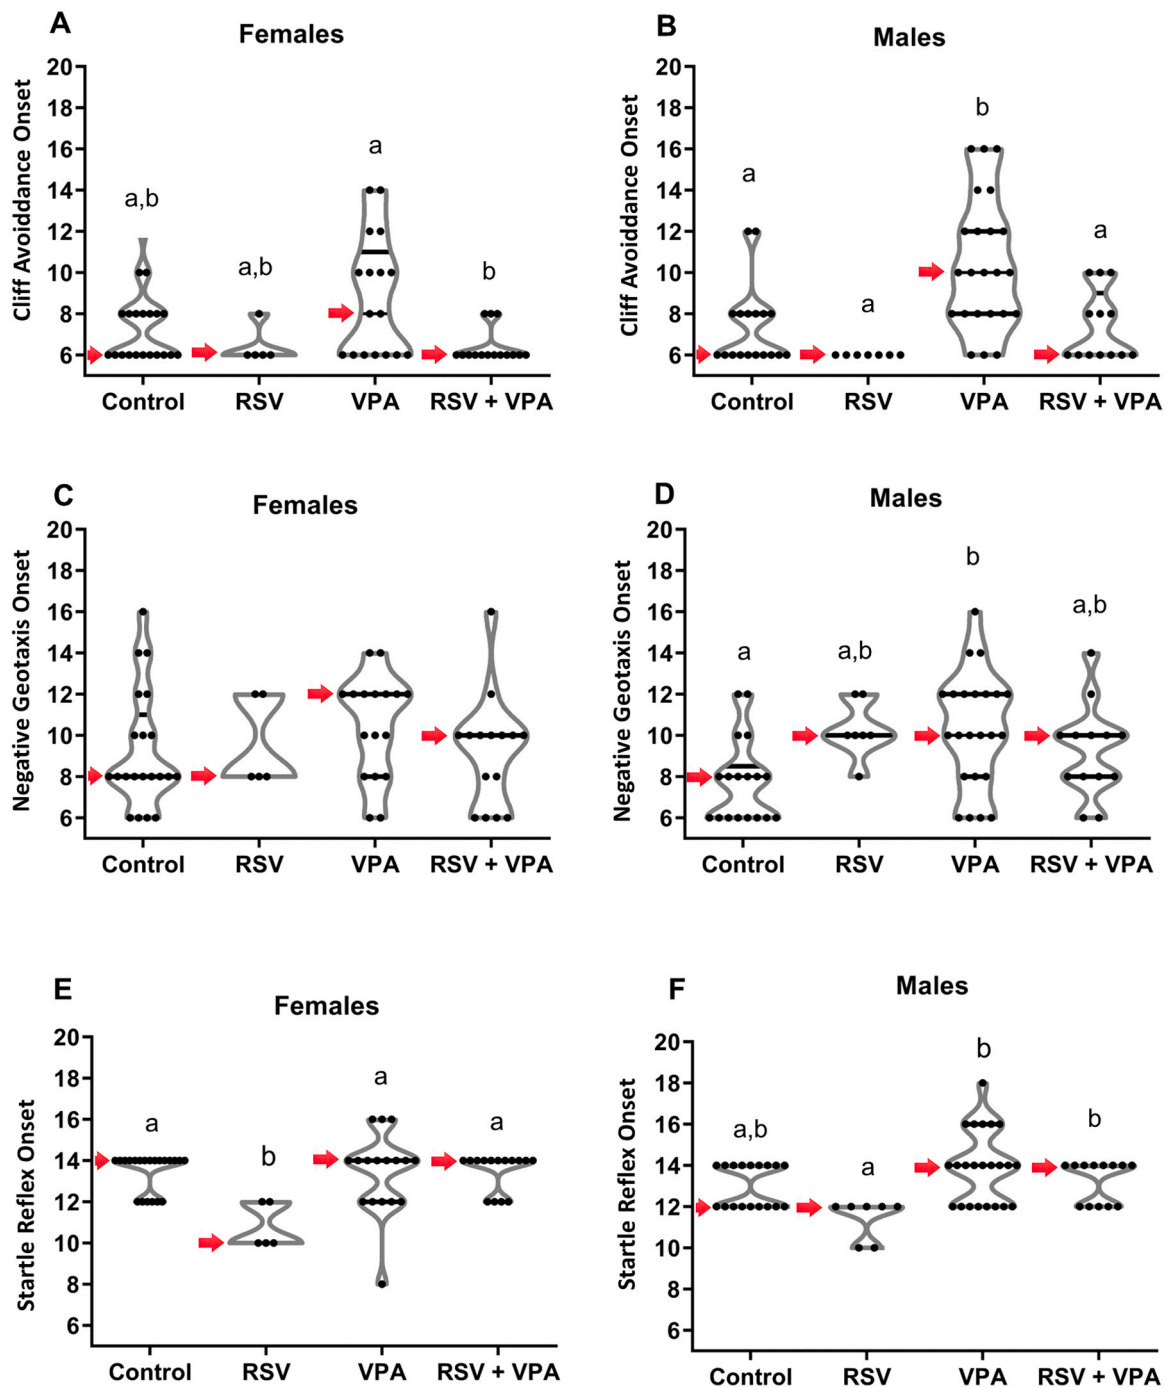 A
Females
Cliff Avoiddance Onset
20
18
16
14
12
10
8
6
a,b
a,b
a
b
Control
RSV
VPA
RSV + VPA
B
Males
Cliff Avoiddance Onset
20
18
16
14
12
10
8
6
a
a
b
a
Control
RSV
VPA
RSV + VPA
C
Females
Negative Geotaxis Onset
20
18
16
14
12
10
8
6
Control
RSV
VPA
RSV + VPA
D
Males
Negative Geotaxis Onset
20
18
16
14
12
10
8
6
a
a,b
b
a,b
Control
RSV
VPA
RSV + VPA
E
Females
Startle Reflex Onset
20
18
16
14
12
10
8
6
a
b
a
a
Control
RSV
VPA
RSV + VPA
F
Males
Startle Reflex Onset
20
18
16
14
12
10
8
6
a,b
a
b
b
Control
RSV
VPA
RSV + VPA